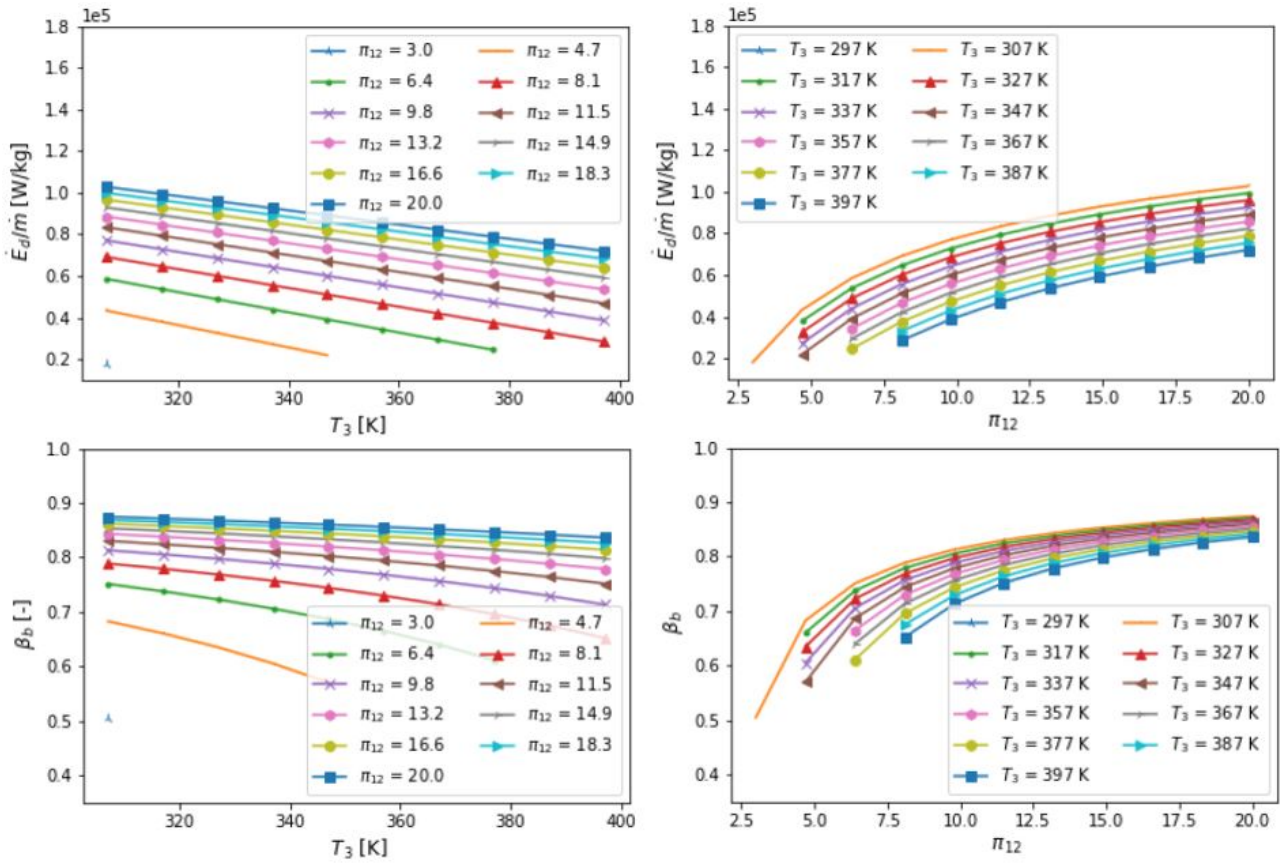 1e5
1.8
1.6
1.4
1.2
1.0
0.8
0.6
0.4
0.2
Ė_d/ṁ [W/kg]
π₁₂ = 3.0
π₁₂ = 6.4
π₁₂ = 9.8
π₁₂ = 13.2
π₁₂ = 16.6
π₁₂ = 20.0
π₁₂ = 4.7
π₁₂ = 8.1
π₁₂ = 11.5
π₁₂ = 14.9
π₁₂ = 18.3
320 340 360 380 400
T₃ [K]
1e5
1.8
1.6
1.4
1.2
1.0
0.8
0.6
0.4
0.2
Ė_d/ṁ [W/kg]
T₃ = 297 K
T₃ = 317 K
T₃ = 337 K
T₃ = 357 K
T₃ = 377 K
T₃ = 397 K
T₃ = 307 K
T₃ = 327 K
T₃ = 347 K
T₃ = 367 K
T₃ = 387 K
2.5 5.0 7.5 10.0 12.5 15.0 17.5 20.0
π₁₂
1.0
0.9
0.8
0.7
0.6
0.5
0.4
β_b [-]
π₁₂ = 3.0
π₁₂ = 6.4
π₁₂ = 9.8
π₁₂ = 13.2
π₁₂ = 16.6
π₁₂ = 20.0
π₁₂ = 4.7
π₁₂ = 8.1
π₁₂ = 11.5
π₁₂ = 14.9
π₁₂ = 18.3
320 340 360 380 400
T₃ [K]
1.0
0.9
0.8
0.7
0.6
0.5
0.4
β_b
T₃ = 297 K
T₃ = 317 K
T₃ = 337 K
T₃ = 357 K
T₃ = 377 K
T₃ = 397 K
T₃ = 307 K
T₃ = 327 K
T₃ = 347 K
T₃ = 367 K
T₃ = 387 K
2.5 5.0 7.5 10.0 12.5 15.0 17.5 20.0
π₁₂